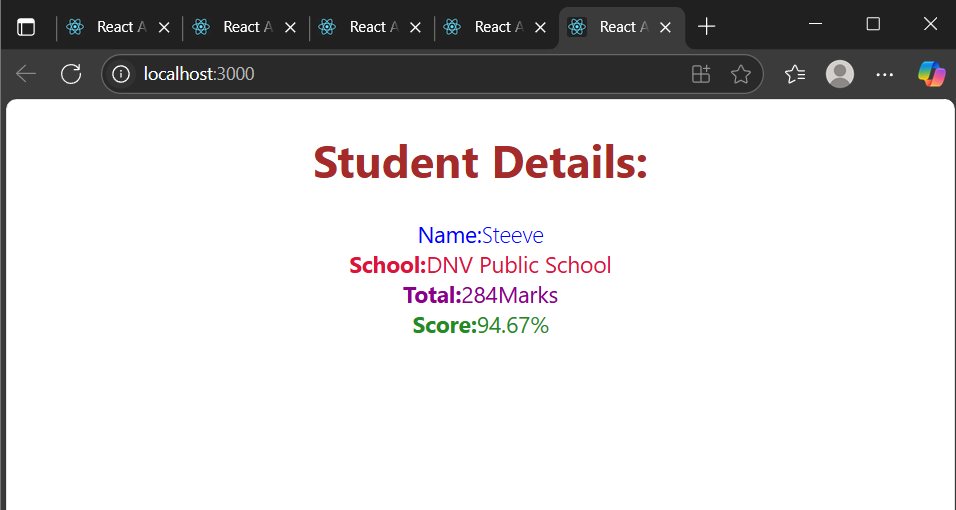 React A React A React A React A React A
localhost:3000
Student Details:
Name:Steeve
School:DNV Public School
Total:284Marks
Score:94.67%